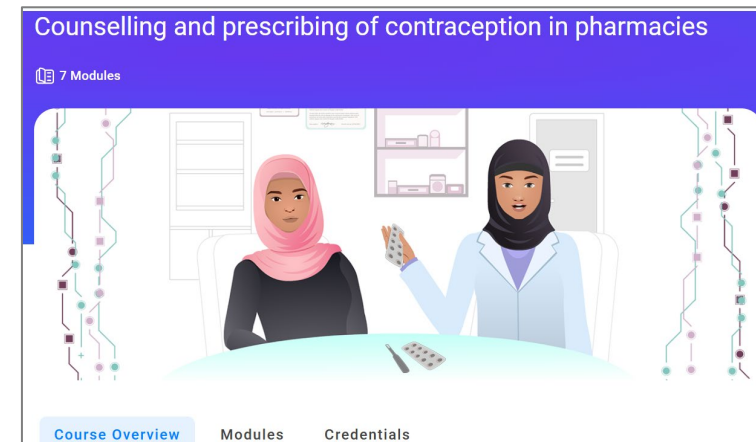 Counselling and prescribing of contraception in pharmacies
7 Modules
Course Overview
Modules
Credentials